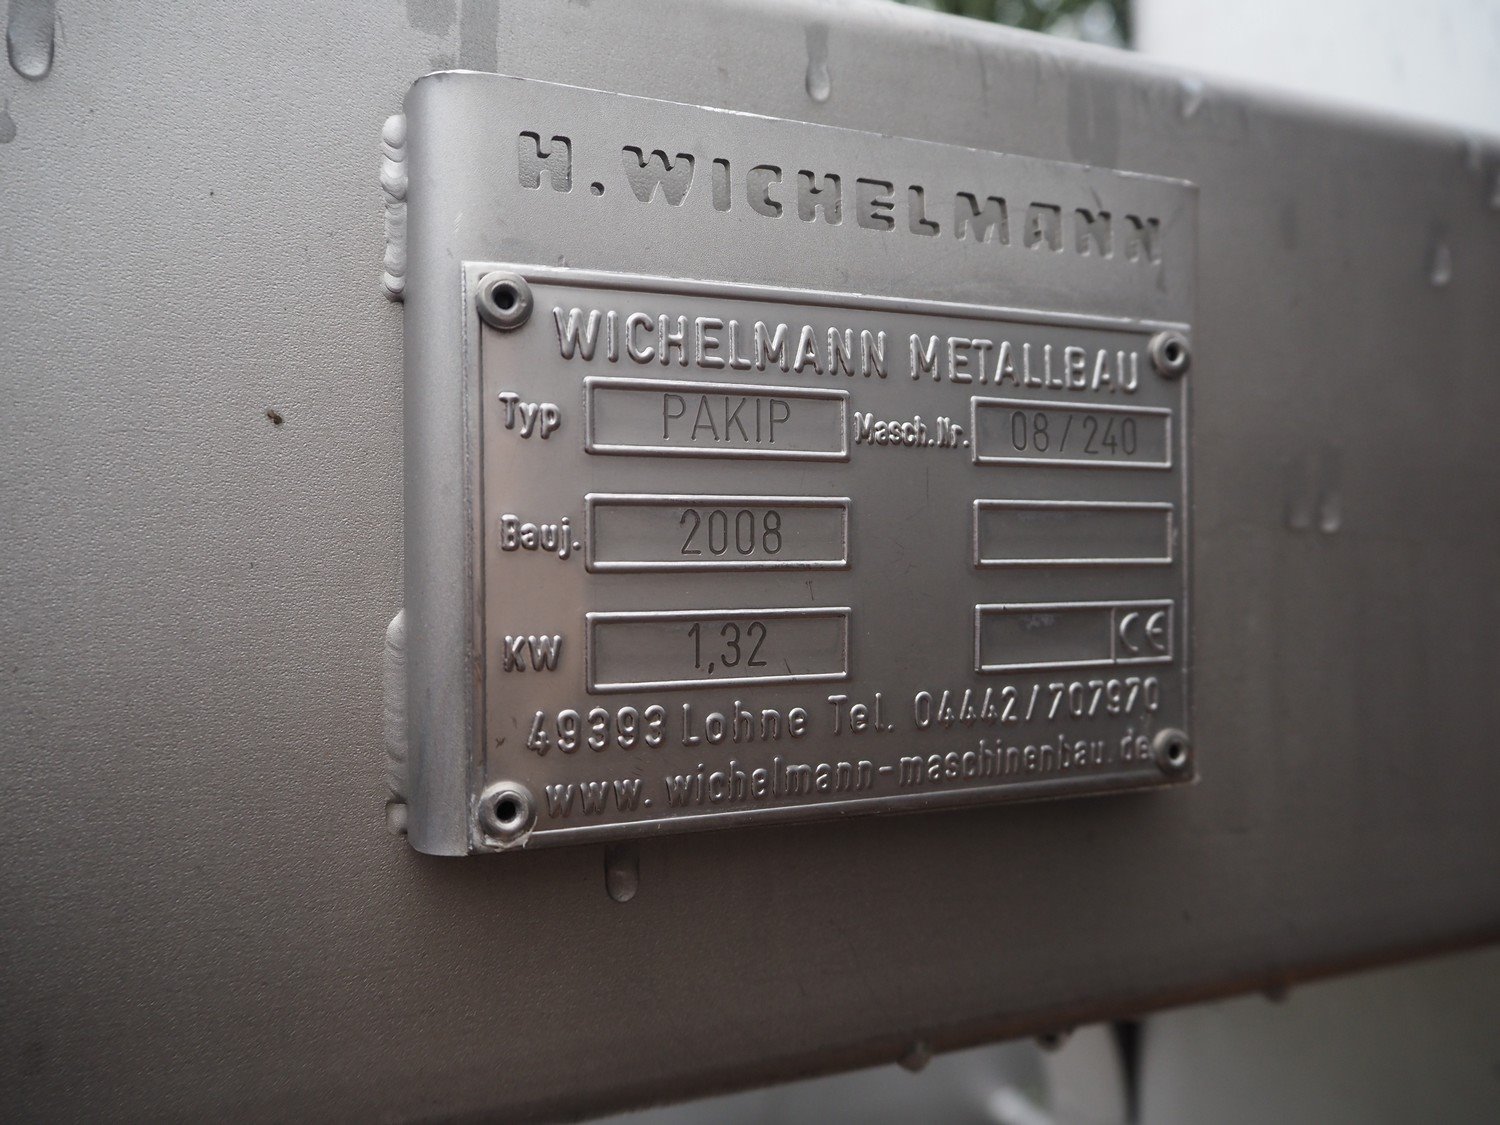 H.WICHELMANN
WICHELMANN METALLBAU
Typ PAKIP Masch.Nr. 08/240
Bauj. 2008
KW 1,32 CE
49393 Lohne Tel. 04442/707970
www.wichelmann-maschinenbau.de